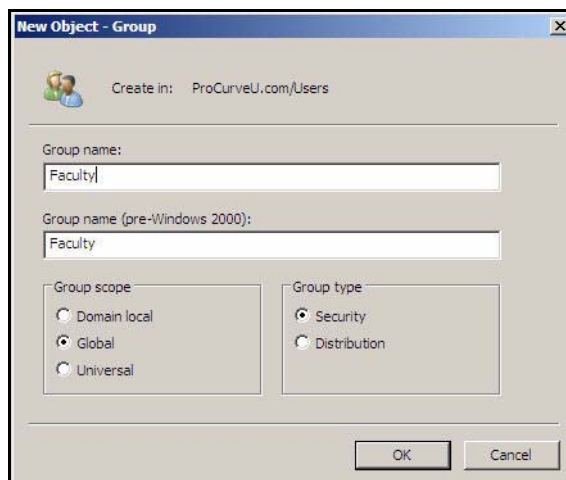 New Object - Group
Create in: ProCurveU.com/Users
Group name:
Faculty
Group name (pre-Windows 2000):
Faculty
Group scope
Domain local
Global
Universal
Group type
Security
Distribution
OK
Cancel